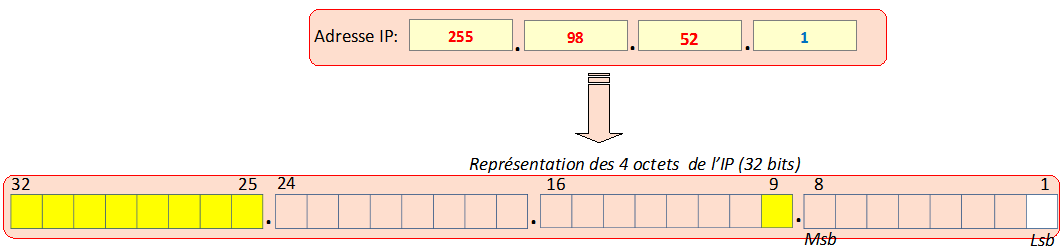 Adresse IP: 255 . 98 . 52 . 1
Représentation des 4 octets de l’IP (32 bits)
32 25 24 16 9 8 1
. . .
Msb Lsb